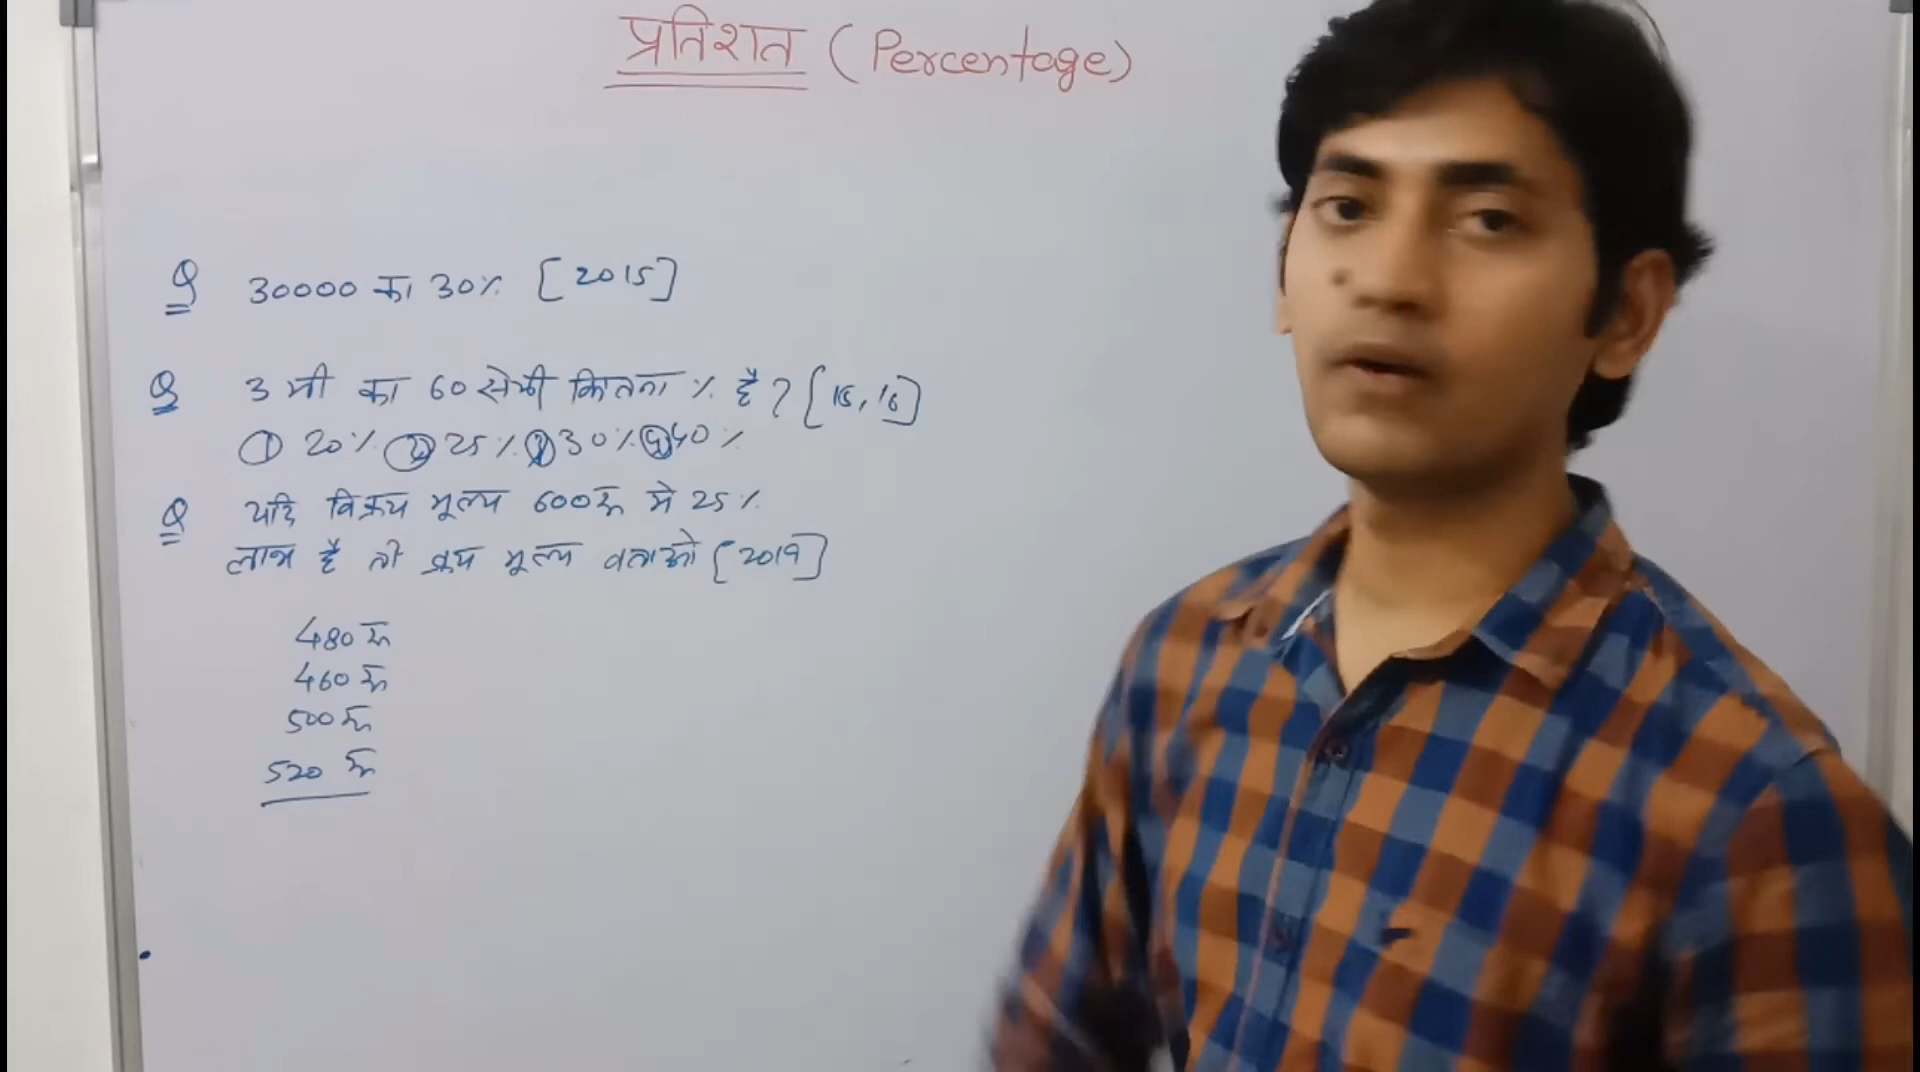 प्रतिशत (Percentage)
Q 30000 का 30% [2015]
Q 3 मी का 60 सेमी कितना % है? [15, 16]
① 20% ② 25% ③ 30% ④ 40%
Q यदि विक्रय मूल्य 600रू मे 25%
लाभ है तो क्रय मूल्य बताओ [2019]
480 रू
460 रू
500 रू
520 रू